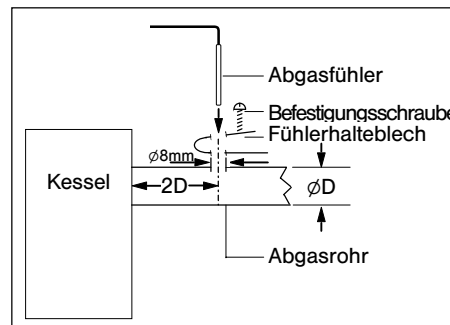 Abgasfühler
Befestigungsschraube
Fühlerhalteblech
Ø8mm
Kessel
2D
ØD
Abgasrohr